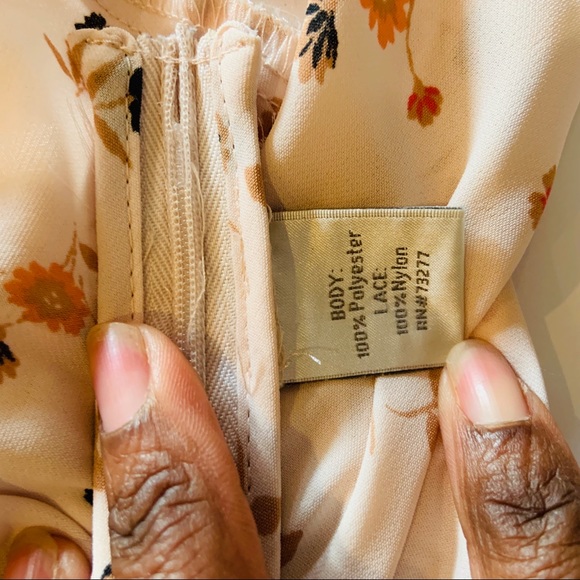 BODY:
100% Polyester
LACE:
100% Nylon
RN#73277